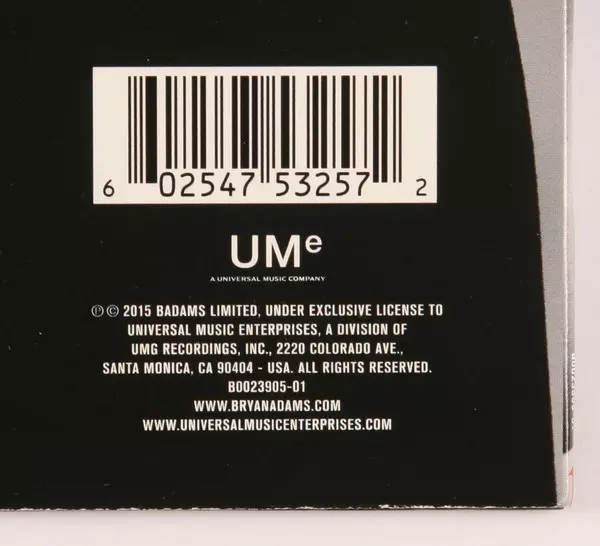 6 02547 53257 2
UMe
A UNIVERSAL MUSIC COMPANY
℗ © 2015 BADAMS LIMITED, UNDER EXCLUSIVE LICENSE TO
UNIVERSAL MUSIC ENTERPRISES, A DIVISION OF
UMG RECORDINGS, INC., 2220 COLORADO AVE.,
SANTA MONICA, CA 90404 - USA. ALL RIGHTS RESERVED.
B0023905-01
WWW.BRYANADAMS.COM
WWW.UNIVERSALMUSICENTERPRISES.COM